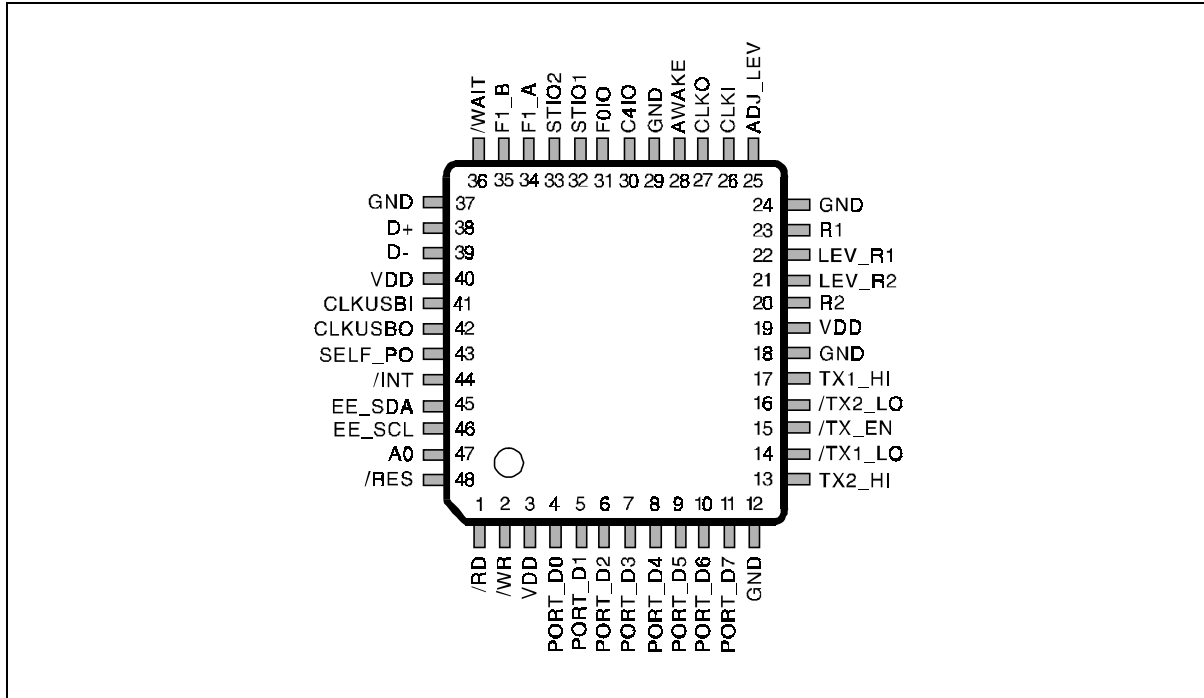 /WAIT
F1_B
F1_A
STIO2
STIO1
F0IO
C4IO
GND
AWAKE
CLKO
CLKI
ADJ_LEV
36 35 34 33 32 31 30 29 28 27 26 25
GND 37
D+ 38
D- 39
VDD 40
CLKUSBI 41
CLKUSBO 42
SELF_PO 43
/INT 44
EE_SDA 45
EE_SCL 46
A0 47
/RES 48
24 GND
23 R1
22 LEV_R1
21 LEV_R2
20 R2
19 VDD
18 GND
17 TX1_HI
16 /TX2_LO
15 /TX_EN
14 /TX1_LO
13 TX2_HI
1 2 3 4 5 6 7 8 9 10 11 12
/RD
/WR
VDD
PORT_D0
PORT_D1
PORT_D2
PORT_D3
PORT_D4
PORT_D5
PORT_D6
PORT_D7
GND